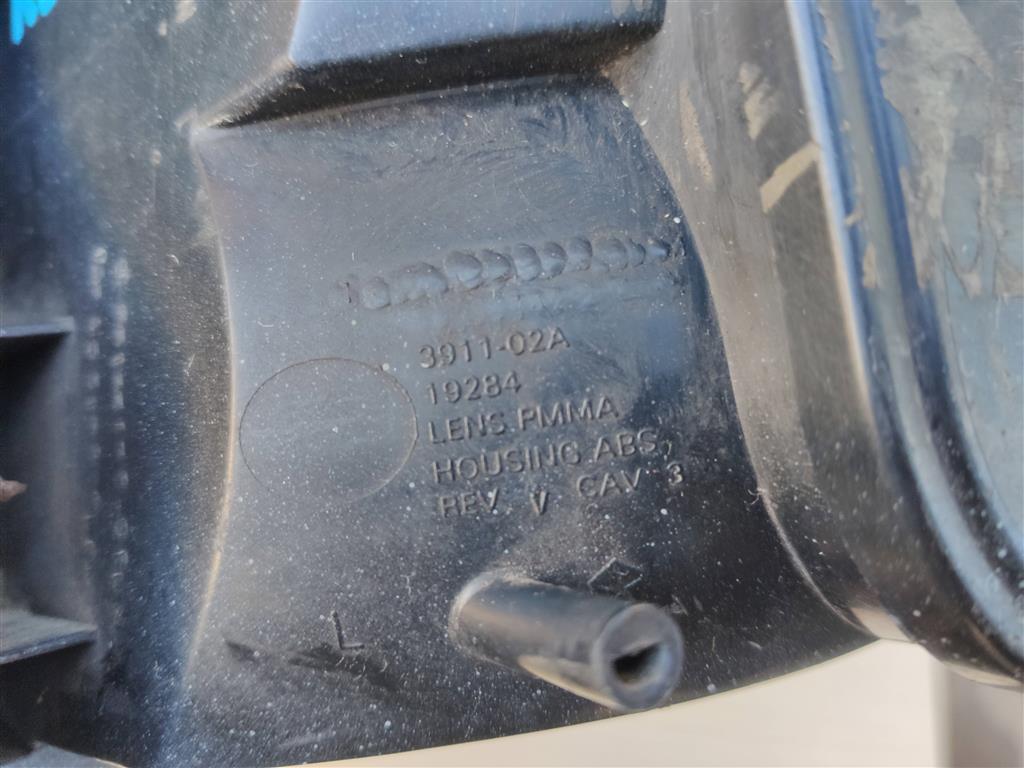 3911-02A
19284
LENS PMMA
HOUSING ABS
REV. V CAV 3
L